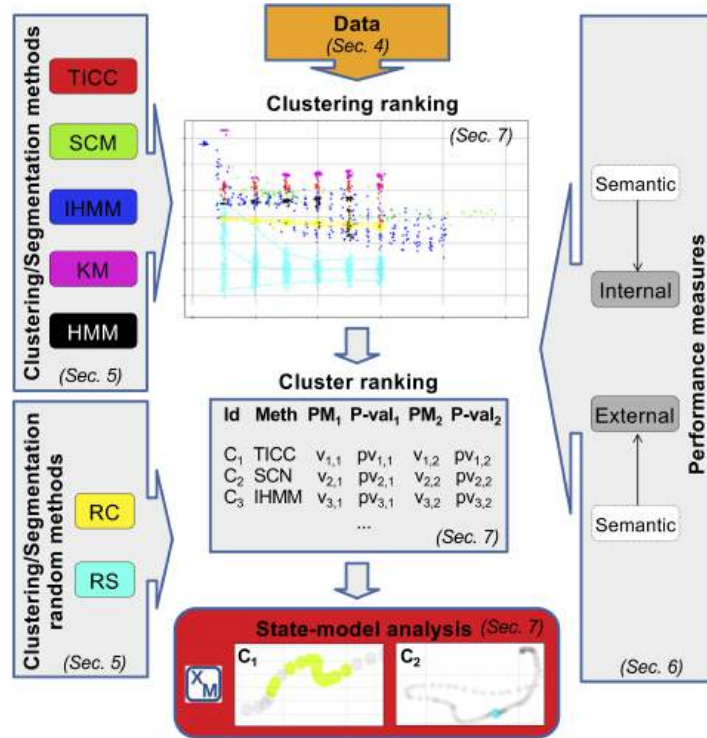 Data
(Sec. 4)
Clustering/Segmentation methods
TICC
SCM
IHMM
KM
HMM
(Sec. 5)
Clustering ranking
(Sec. 7)
Performance measures
Semantic
Internal
External
Semantic
(Sec. 6)
Cluster ranking
Id Meth PM₁ P-val₁ PM₂ P-val₂
C₁ TICC v₁,₁ pv₁,₁ v₁,₂ pv₁,₂
C₂ SCN v₂,₁ pv₂,₁ v₂,₂ pv₂,₂
C₃ IHMM v₃,₁ pv₃,₁ v₃,₂ pv₃,₂
...
(Sec. 7)
Clustering/Segmentation
random methods
RC
RS
(Sec. 5)
State-model analysis (Sec. 7)
XM
C₁
C₂